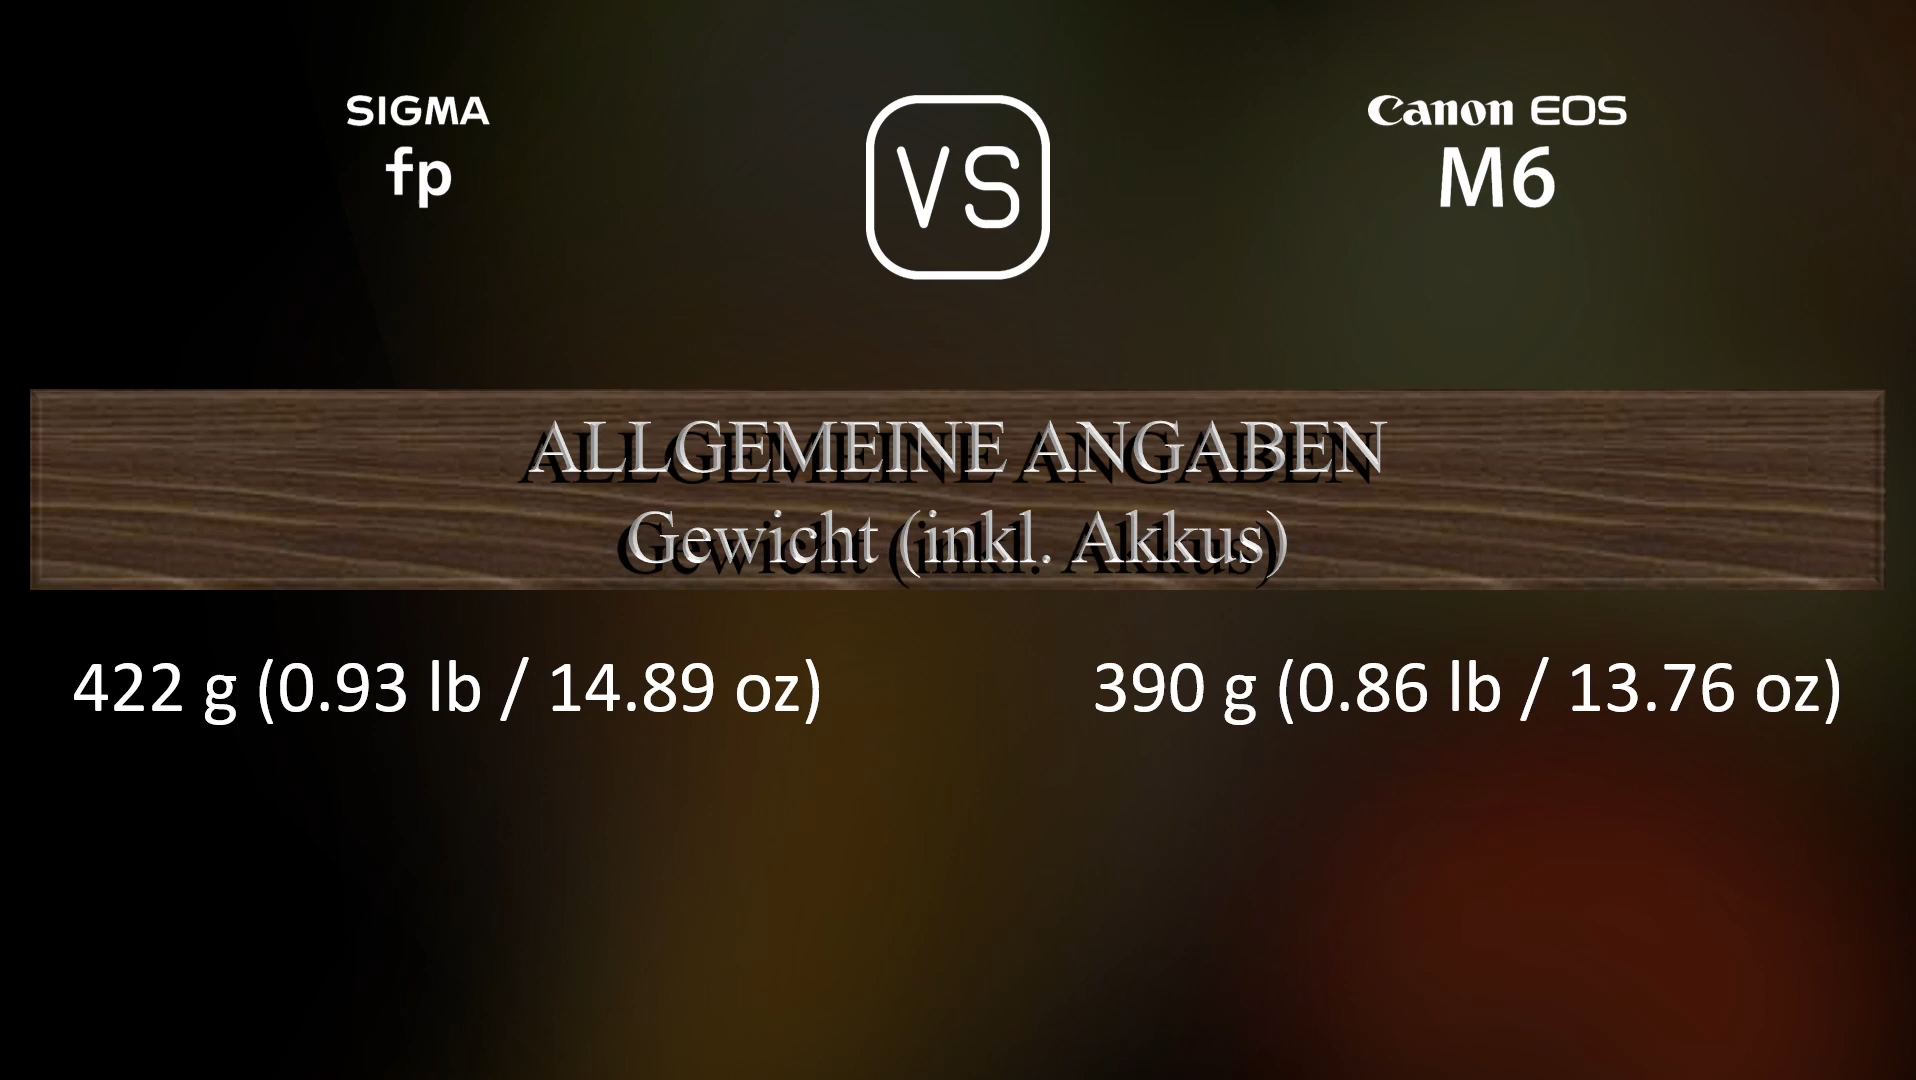 SIGMA
fp
VS
Canon EOS
M6
ALLGEMEINE ANGABEN
Gewicht (inkl. Akkus)
422 g (0.93 lb / 14.89 oz)
390 g (0.86 lb / 13.76 oz)